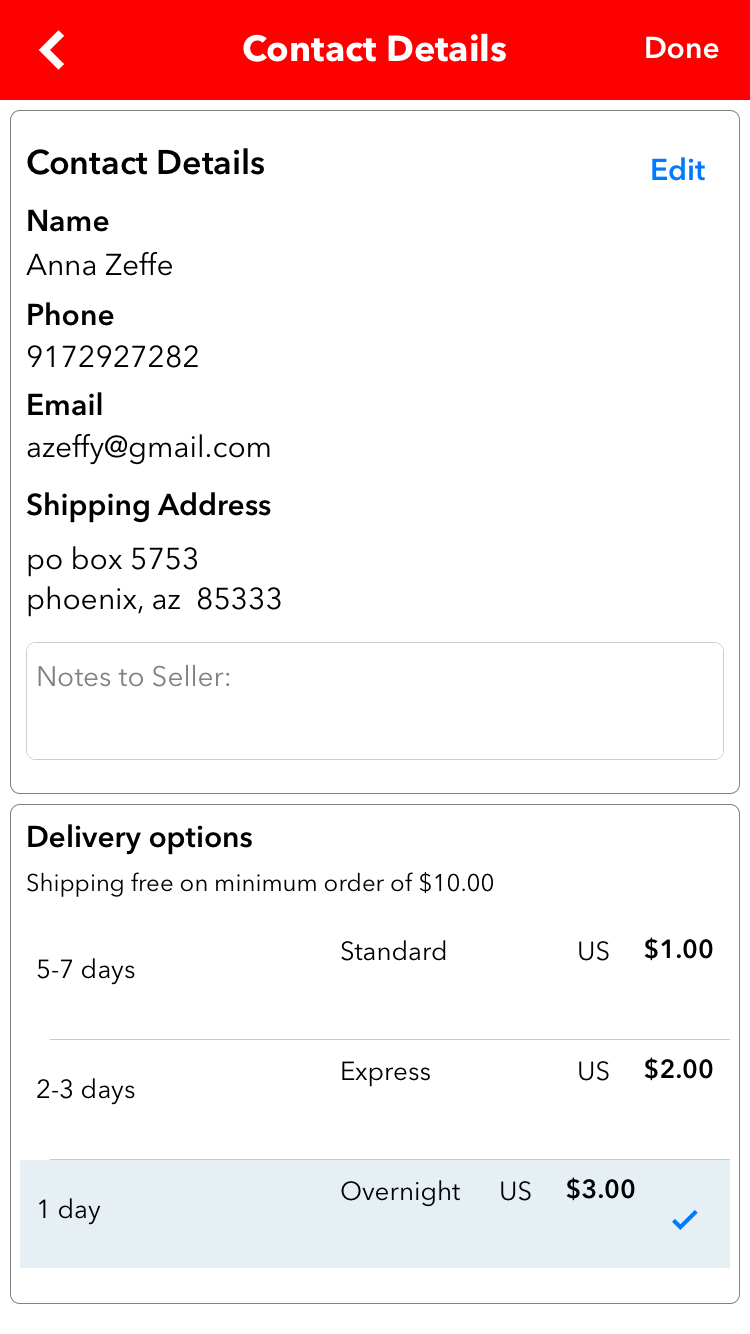 Contact Details
Done
Contact Details
Edit
Name
Anna Zeffe
Phone
9172927282
Email
azeffy@gmail.com
Shipping Address
po box 5753
phoenix, az  85333
Notes to Seller:
Delivery options
Shipping free on minimum order of $10.00
5-7 days Standard US $1.00
2-3 days Express US $2.00
1 day Overnight US $3.00